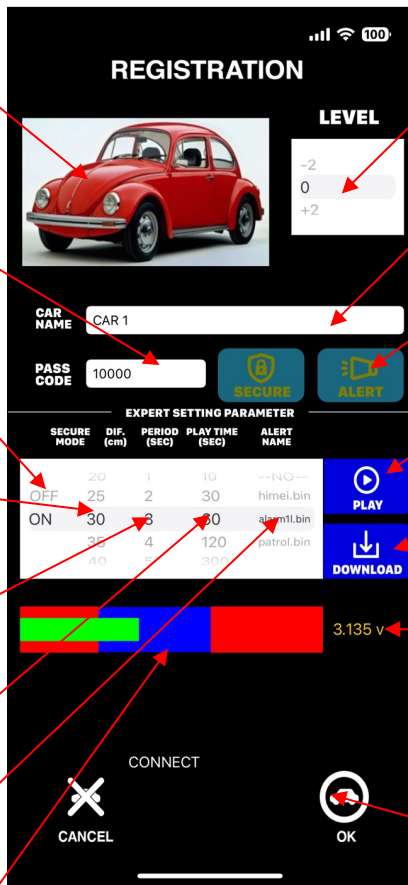 100
REGISTRATION
LEVEL
-2
0
+2
CAR NAME
CAR 1
PASS CODE
10000
SECURE
ALERT
EXPERT SETTING PARAMETER
SECURE MODE DIF. (cm) PERIOD (SEC) PLAY TIME (SEC) ALERT NAME
20 1 10 --NO--
OFF 25 2 30 himei.bin
ON 30 3 60 alarm1l.bin
35 4 120 patrol.bin
40 5 300
PLAY
DOWNLOAD
3.135 v
CONNECT
CANCEL
OK